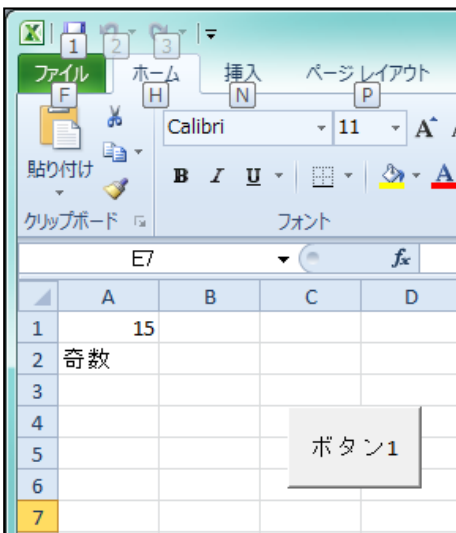 1 2 3
ファイル ホーム 挿入 ページ レイアウト
F H N P
Calibri 11 A
貼り付け B I U A
クリップボード フォント
E7 fx
A B C D
1 15
2 奇数
3
4
5 ボタン1
6
7